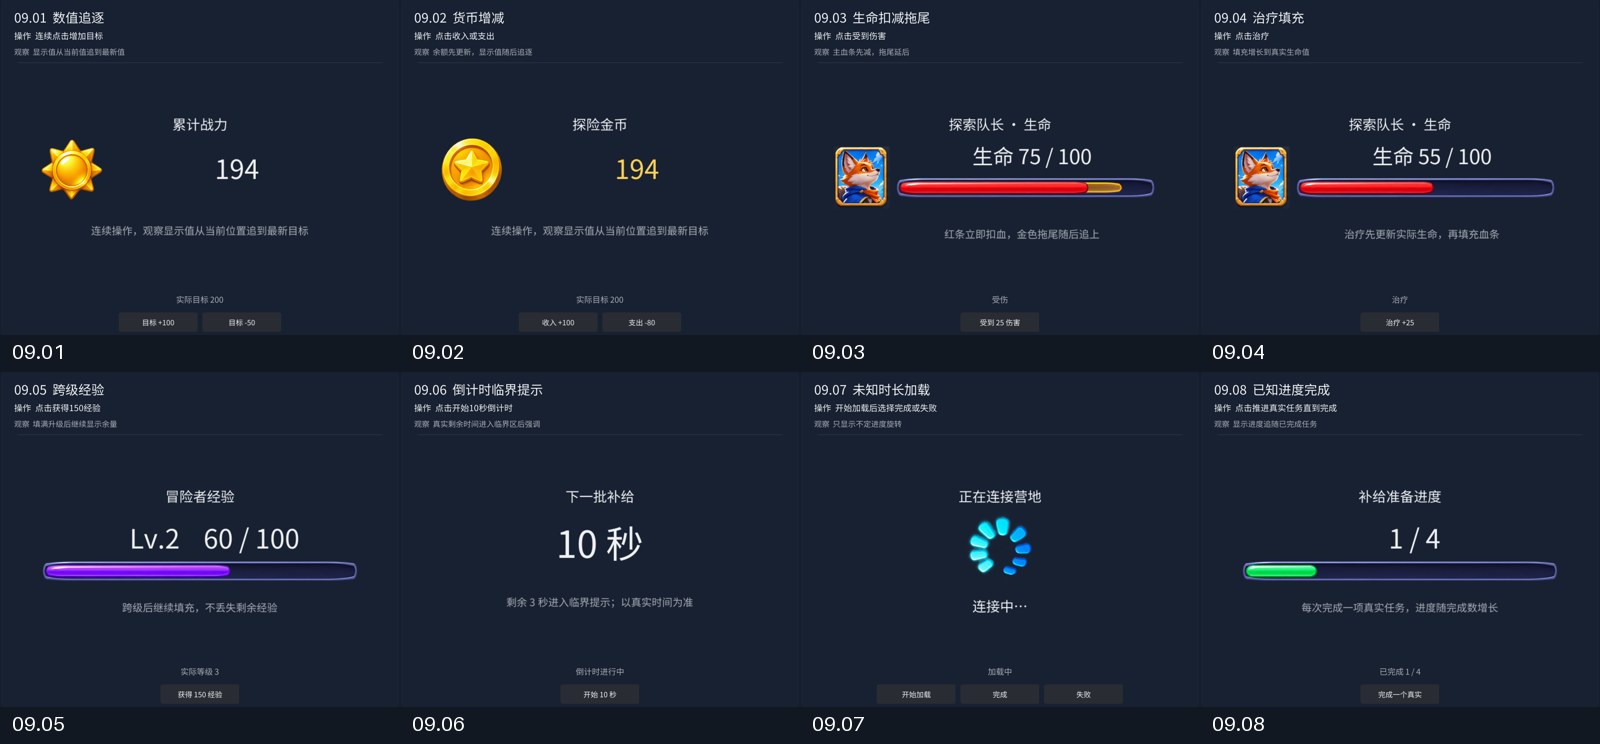 09.01 数值追逐
操作 连续点击增加目标
观察 显示值从当前值追到最新值
累计战力
194
连续操作，观察显示值从当前位置追到最新目标
实际目标 200
目标 +100
目标 -50
09.01
09.02 货币增减
操作 点击收入或支出
观察 余额先更新，显示值随后追逐
探险金币
194
连续操作，观察显示值从当前位置追到最新目标
实际目标 200
收入 +100
支出 -80
09.02
09.03 生命扣减拖尾
操作 点击受到伤害
观察 主血条先减，拖尾延后
探索队长 · 生命
生命 75 / 100
红条立即扣血，金色拖尾随后追上
受伤
受到 25 伤害
09.03
09.04 治疗填充
操作 点击治疗
观察 填充增长到真实生命值
探索队长 · 生命
生命 55 / 100
治疗先更新实际生命，再填充血条
治疗
治疗 +25
09.04
09.05 跨级经验
操作 点击获得150经验
观察 填满升级后继续显示余量
冒险者经验
Lv.2 60 / 100
跨级后继续填充，不丢失剩余经验
实际等级 3
获得 150 经验
09.05
09.06 倒计时临界提示
操作 点击开始10秒倒计时
观察 真实剩余时间进入临界区后强调
下一批补给
10 秒
剩余 3 秒进入临界提示；以真实时间为准
倒计时进行中
开始 10 秒
09.06
09.07 未知时长加载
操作 开始加载后选择完成或失败
观察 只显示不定进度旋转
正在连接营地
连接中···
加载中
开始加载
完成
失败
09.07
09.08 已知进度完成
操作 点击推进真实任务直到完成
观察 显示进度追随已完成任务
补给准备进度
1 / 4
每次完成一项真实任务，进度随完成数增长
已完成 1 / 4
完成一个真实
09.08